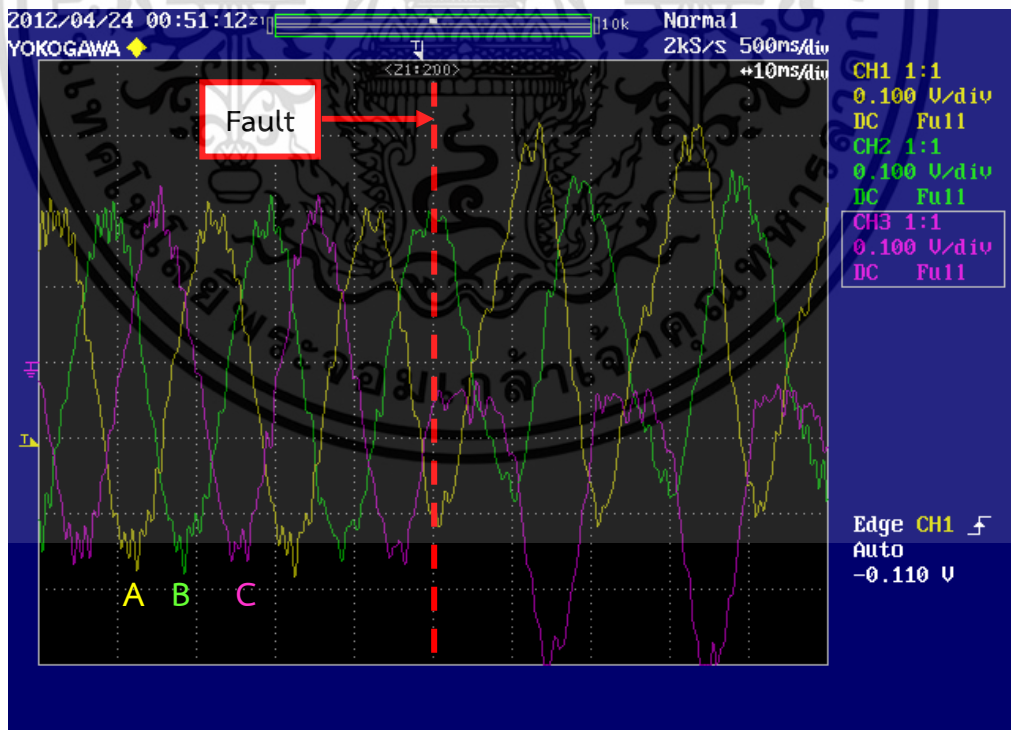 2012/04/24 00:51:12 Z1 10k Normal
YOKOGAWA 2kS/s 500ms/div
<Z1:200> ↔10ms/div
CH1 1:1
0.100 V/div
DC Full
CH2 1:1
0.100 V/div
DC Full
CH3 1:1
0.100 V/div
DC Full
Fault
T
T
A B C
Edge CH1
Auto
-0.110 V